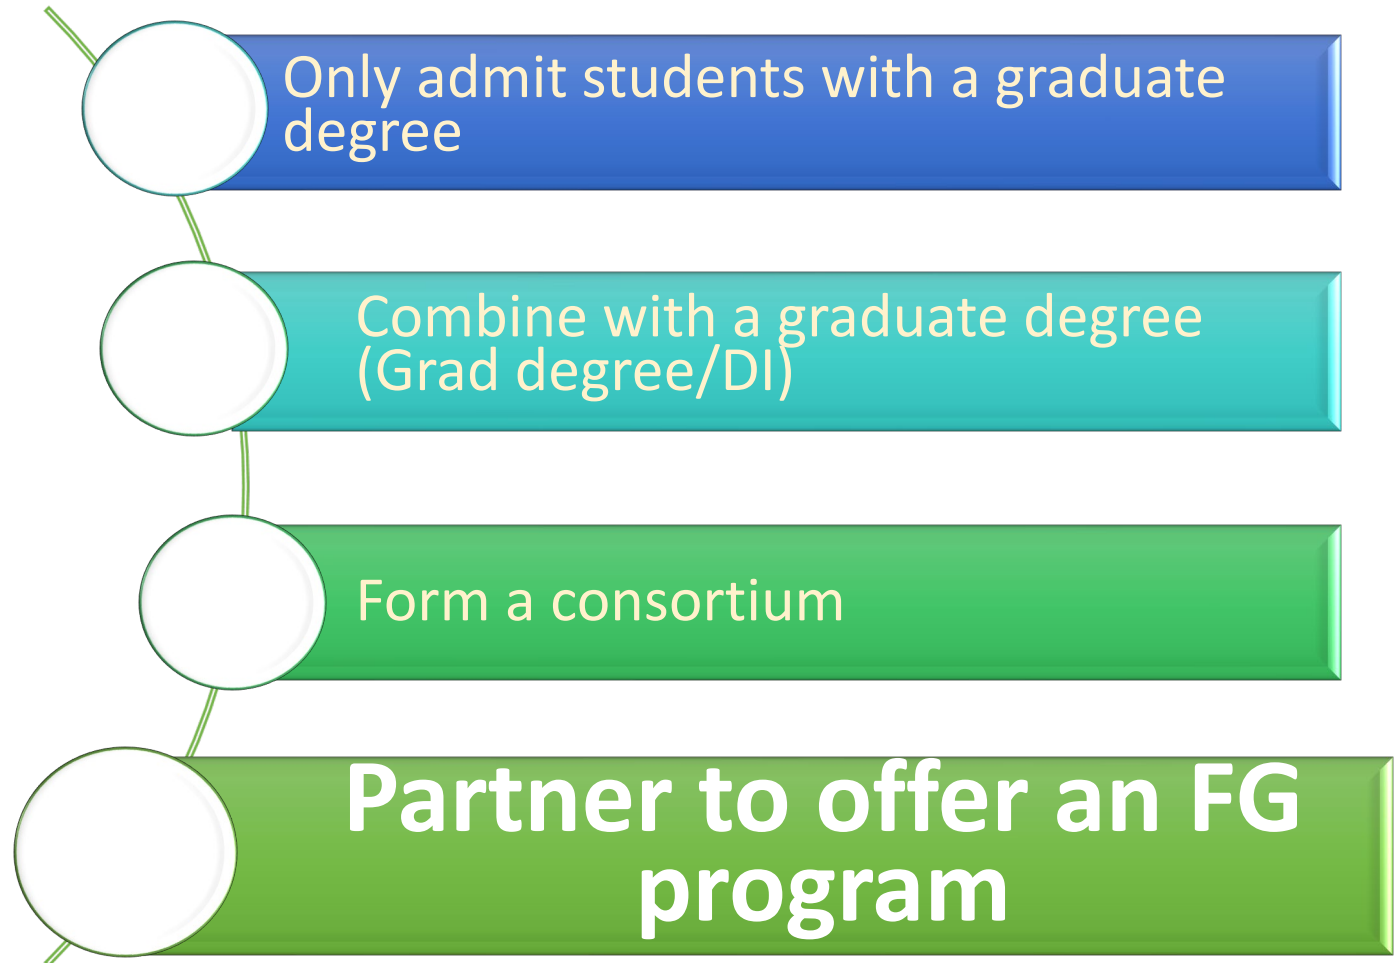 Only admit students with a graduate
degree
Combine with a graduate degree
(Grad degree/DI)
Form a consortium
Partner to offer an FG
program